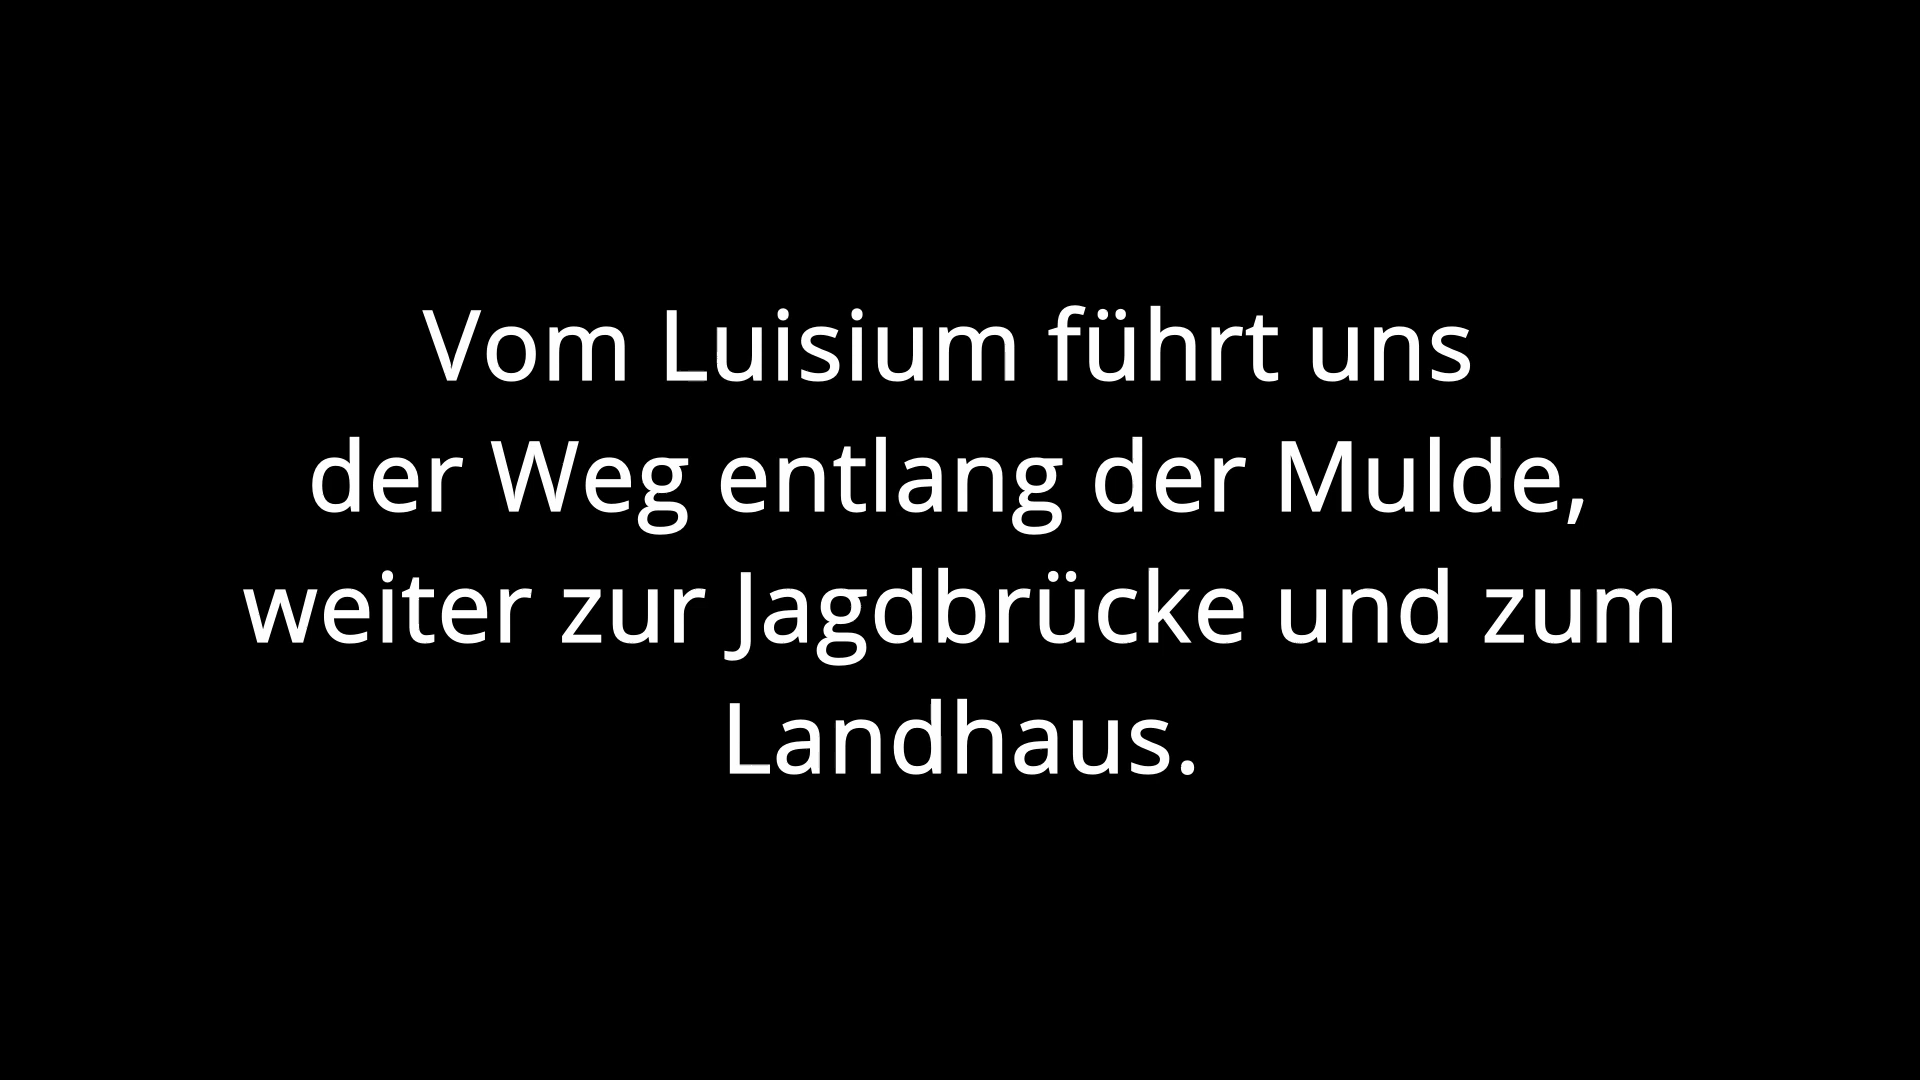 Vom Luisium führt uns
der Weg entlang der Mulde,
weiter zur Jagdbrücke und zum
Landhaus.